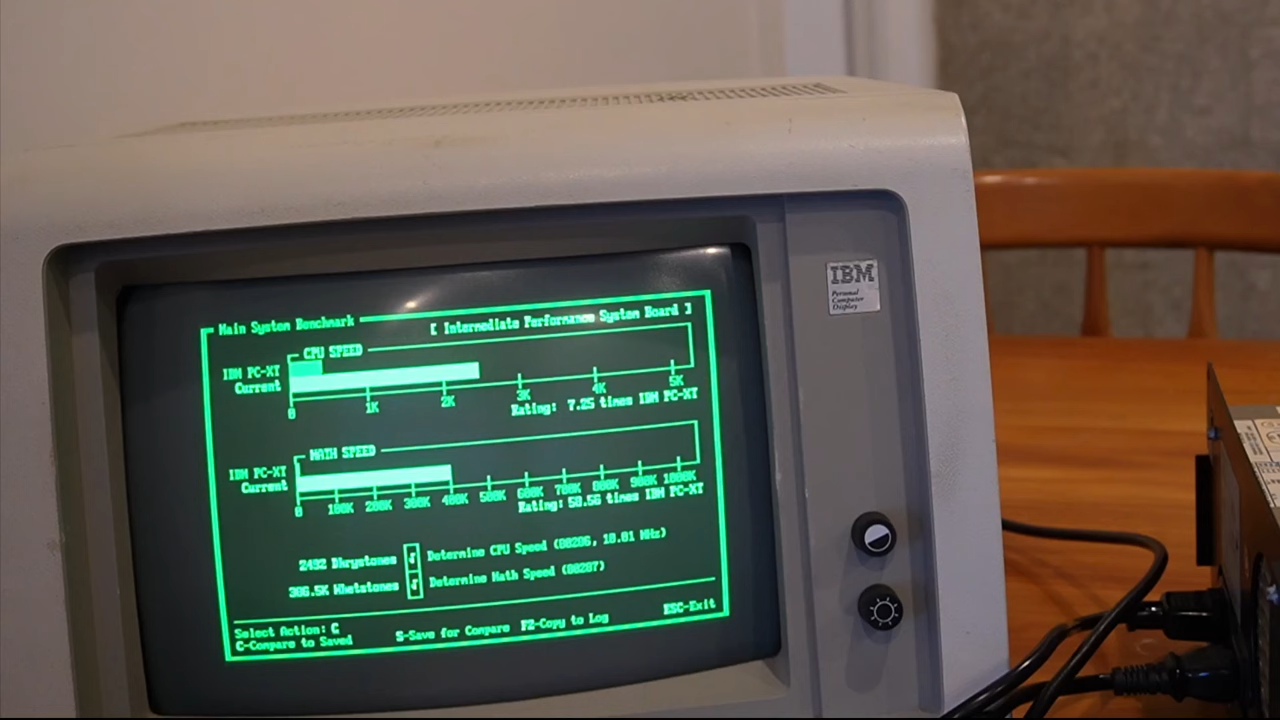 Main System Benchmark
[ Intermediate Performance System Board ]
CPU SPEED
IBM PC-XT
Current
0 1K 2K 3K 4K 5K
Rating: 7.25 times IBM PC-XT
MATH SPEED
IBM PC-XT
Current
0 100K 200K 300K 400K 500K 600K 700K 800K 900K 1000K
Rating: 58.56 times IBM PC-XT
2492 Dhrystones √ Determine CPU Speed (80286, 10.01 MHz)
Whetstones √ Determine Math Speed (80287)
Select Action: C
C-Compare to Saved S-Save for Compare F2-Copy to Log ESC-Exit
IBM
Personal
Computer
Display